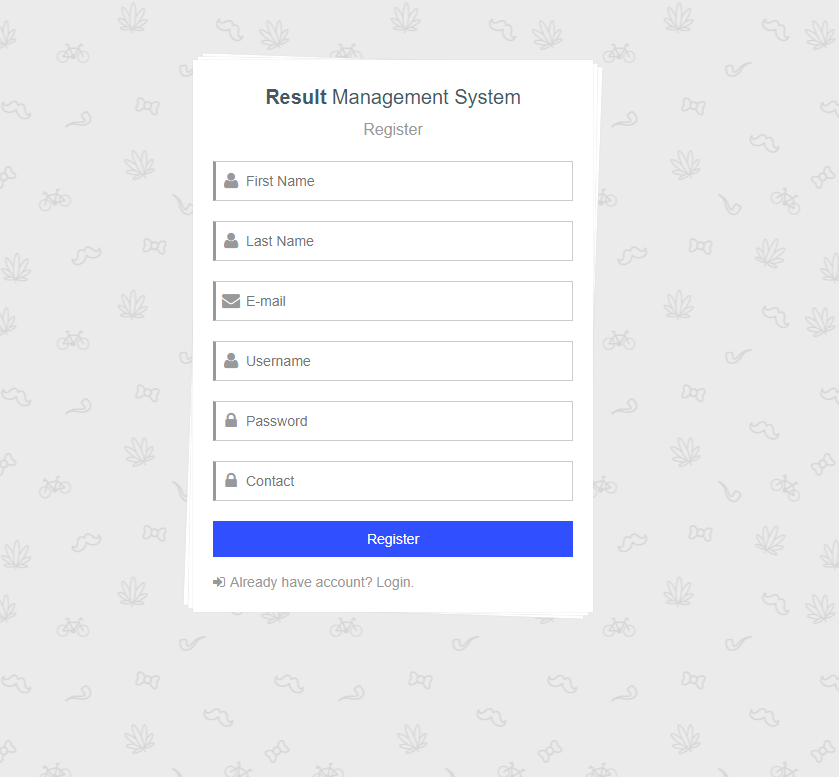 Result Management System
Register
First Name
Last Name
E-mail
Username
Password
Contact
Register
Already have account? Login.